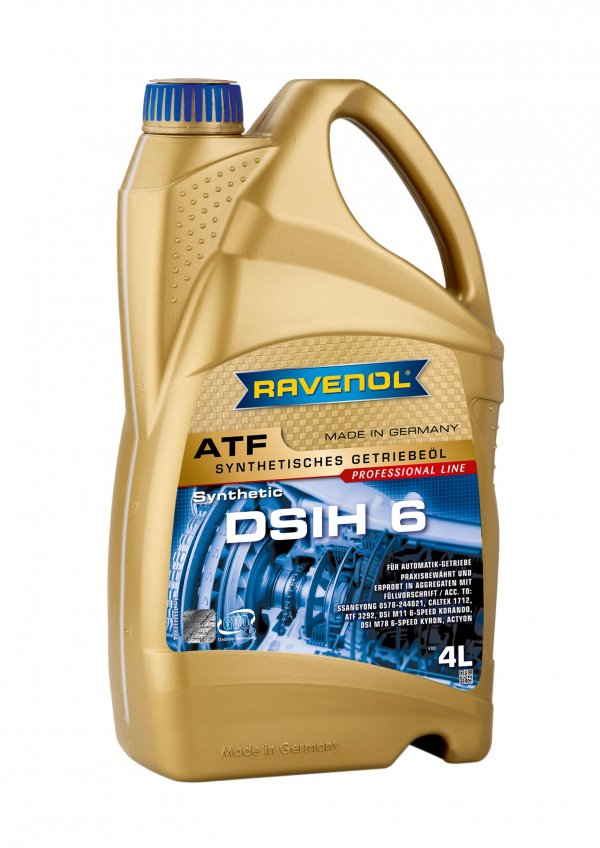 RAVENOL®
ATF
MADE IN GERMANY
SYNTHETISCHES GETRIEBEÖL
PROFESSIONAL LINE
Synthetic
DSIH 6
FÜR AUTOMATIK-GETRIEBE
PRAXISBEWÄHRT UND
ERPROBT IN AGGREGATEN MIT
FÜLLVORSCHRIFT / ACC. TO:
SSANGYONG 0578-244021, CALTEX 1712,
ATF 3292, DSI M11 6-SPEED KORANDO,
DSI M78 6-SPEED KYRON, ACTYON
4L
Made in Germany